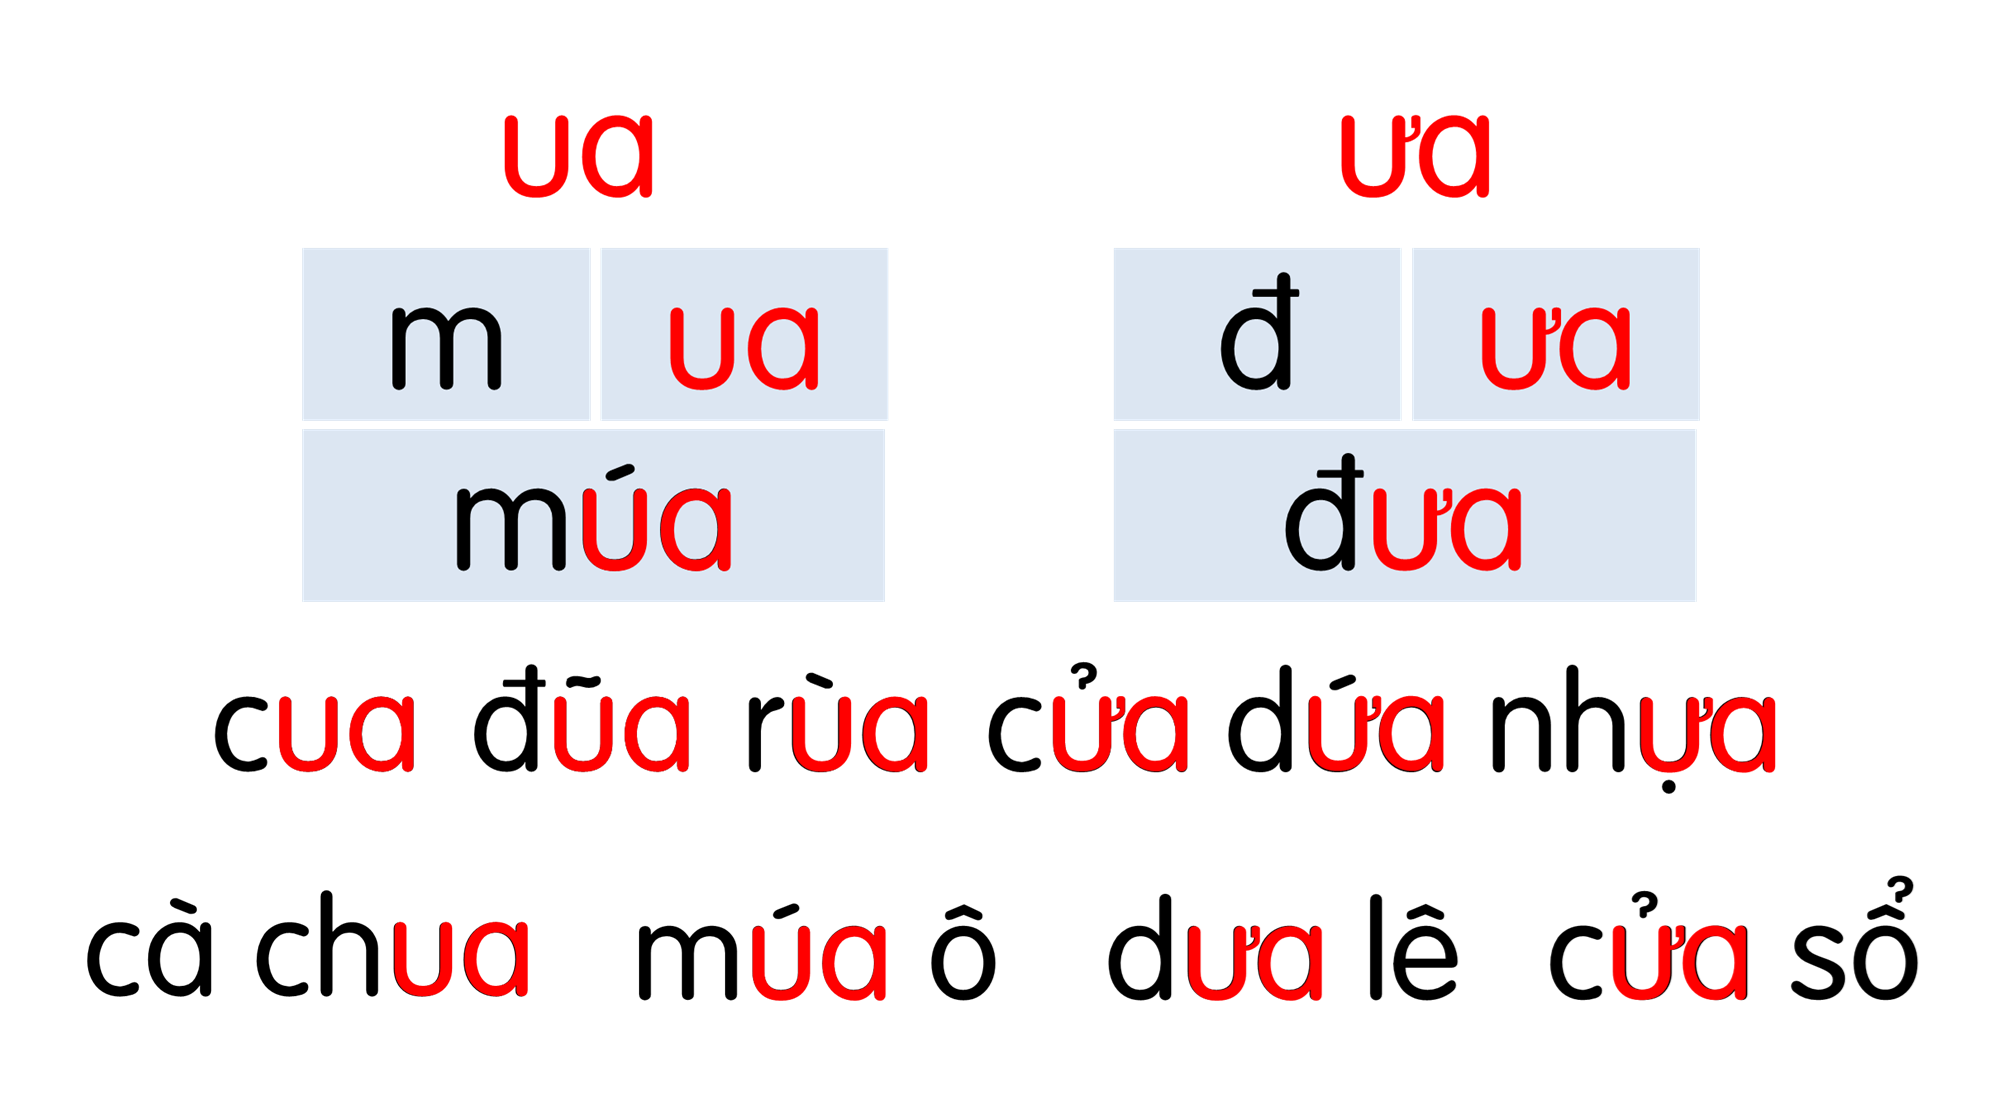 ua ưa
m ua đ ưa
múa đưa
cua đũa rùa cửa dứa nhựa
cà chua múa ô dưa lê cửa sổ